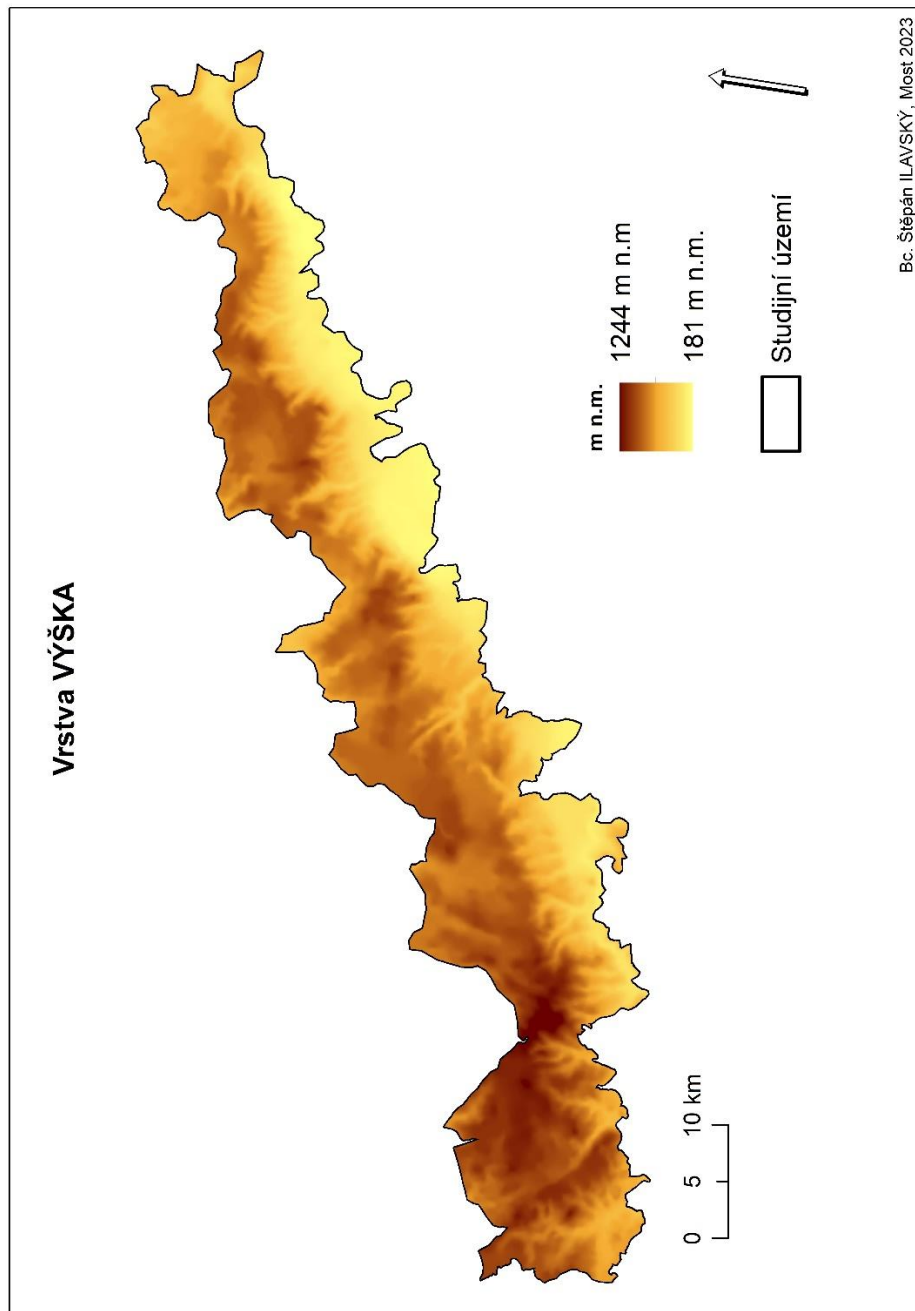 Vrstva VÝŠKA
m n.m.
1244 m n.m
181 m n.m.
Studijní území
0 5 10 km
Bc. Štěpán ILAVSKÝ, Most 2023